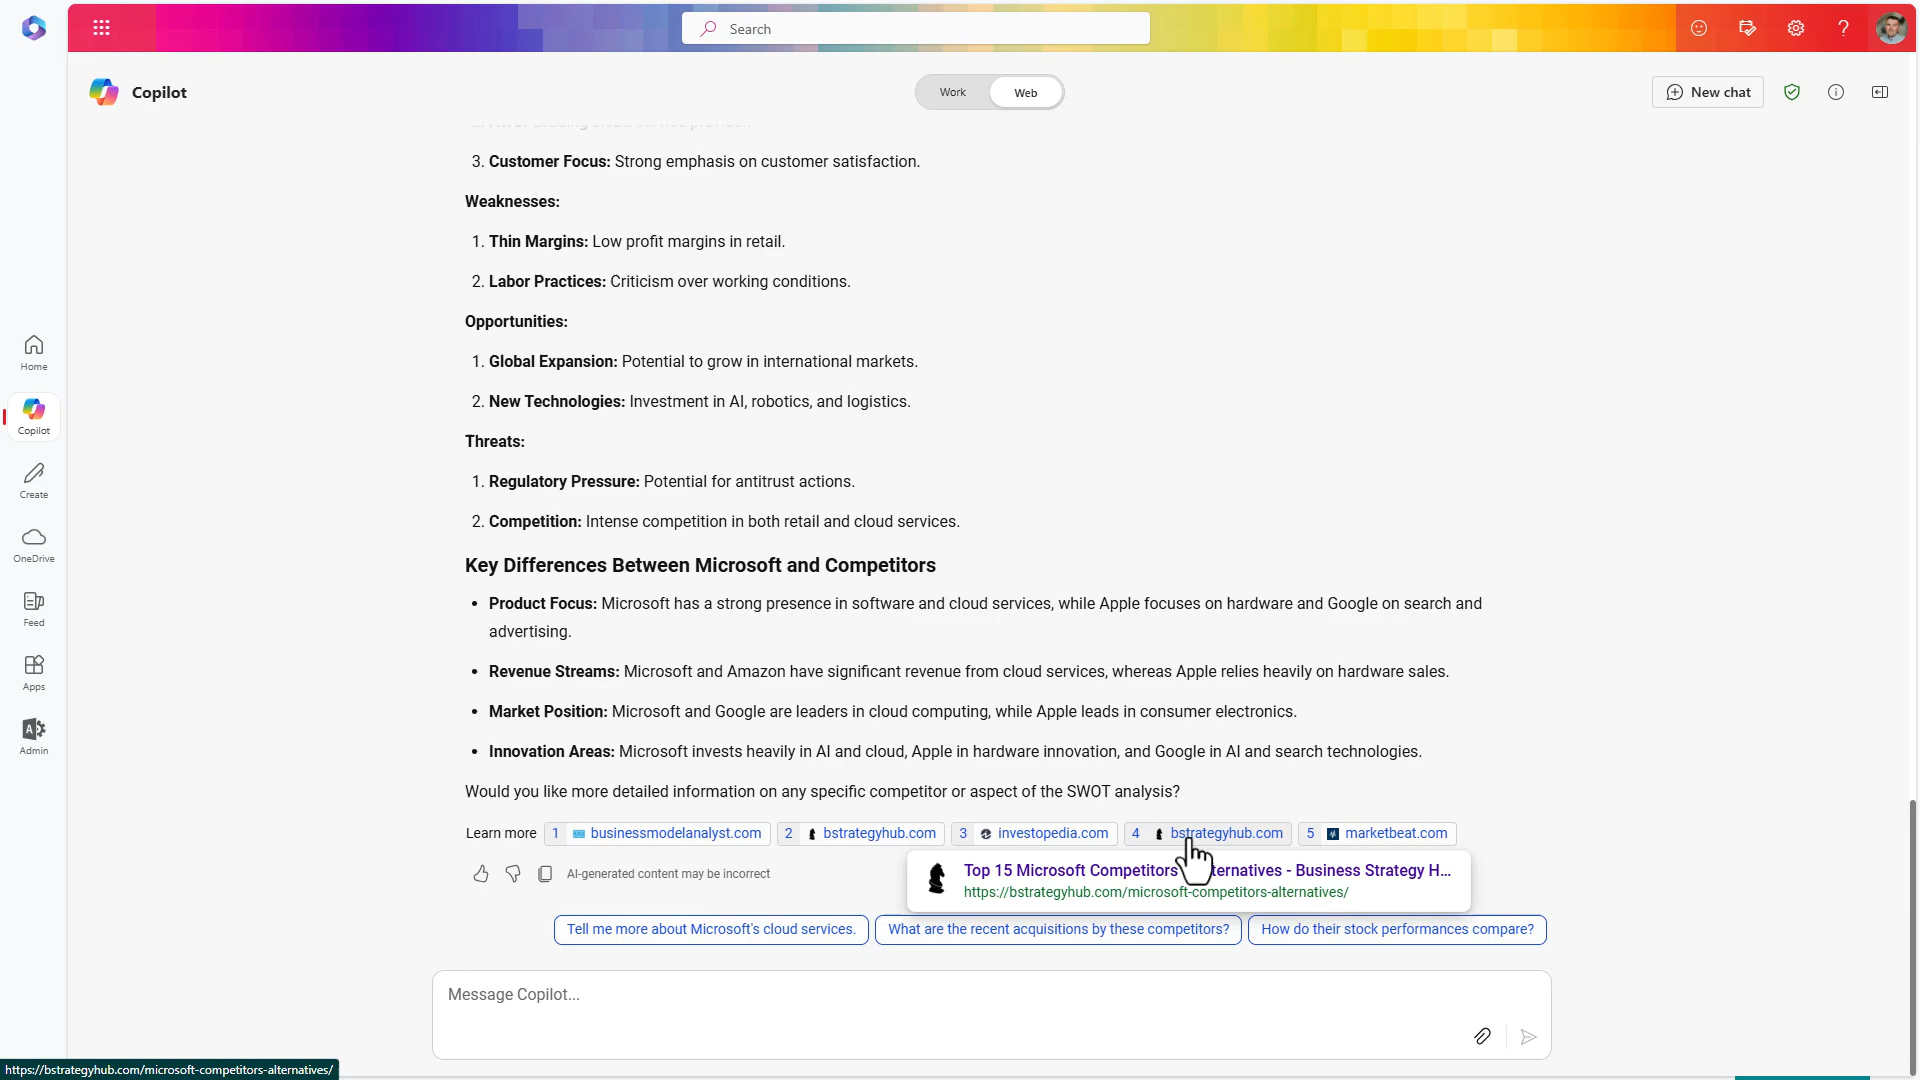 Search
Copilot
Work
Web
New chat
3. Customer Focus: Strong emphasis on customer satisfaction.
Weaknesses:
1. Thin Margins: Low profit margins in retail.
2. Labor Practices: Criticism over working conditions.
Opportunities:
1. Global Expansion: Potential to grow in international markets.
2. New Technologies: Investment in AI, robotics, and logistics.
Threats:
1. Regulatory Pressure: Potential for antitrust actions.
2. Competition: Intense competition in both retail and cloud services.
Key Differences Between Microsoft and Competitors
• Product Focus: Microsoft has a strong presence in software and cloud services, while Apple focuses on hardware and Google on search and
advertising.
• Revenue Streams: Microsoft and Amazon have significant revenue from cloud services, whereas Apple relies heavily on hardware sales.
• Market Position: Microsoft and Google are leaders in cloud computing, while Apple leads in consumer electronics.
• Innovation Areas: Microsoft invests heavily in AI and cloud, Apple in hardware innovation, and Google in AI and search technologies.
Would you like more detailed information on any specific competitor or aspect of the SWOT analysis?
Learn more 1 businessmodelanalyst.com 2 bstrategyhub.com 3 investopedia.com 4 bstrategyhub.com 5 marketbeat.com
AI-generated content may be incorrect
Top 15 Microsoft Competitors ternatives - Business Strategy H...
https://bstrategyhub.com/microsoft-competitors-alternatives/
Tell me more about Microsoft's cloud services. What are the recent acquisitions by these competitors? How do their stock performances compare?
Message Copilot...
Home
Copilot
Create
OneDrive
Feed
Apps
Admin
https://bstrategyhub.com/microsoft-competitors-alternatives/